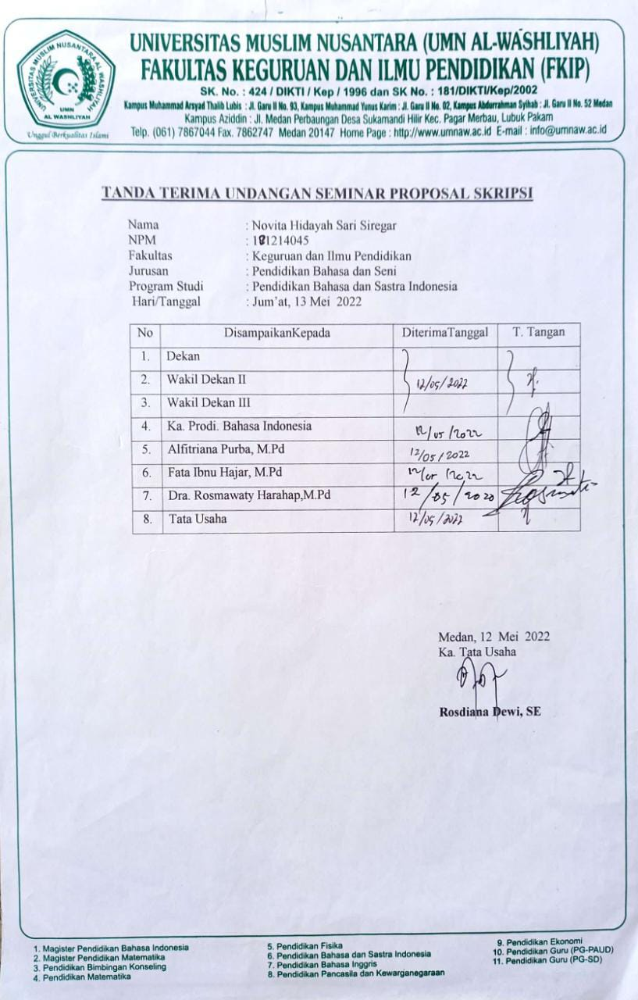 UNIVERSITAS MUSLIM NUSANTARA AL WASHLIYAH
UMN
AL WASHLIYAH
Unggul Berkualitas Islami
UNIVERSITAS MUSLIM NUSANTARA (UMN AL-WASHLIYAH)
FAKULTAS KEGURUAN DAN ILMU PENDIDIKAN (FKIP)
SK. No. : 424 / DIKTI / Kep / 1996 dan SK No. : 181/DIKTI/Kep/2002
Kampus Muhammad Arsyad Thalib Lubis : Jl. Garu II No. 93, Kampus Muhammad Yunus Karim : Jl. Garu II No. 02, Kampus Abdurrahman Syihab : Jl. Garu II No. 52 Medan
Kampus Aziddin : Jl. Medan Perbaungan Desa Sukamandi Hilir Kec. Pagar Merbau, Lubuk Pakam
Telp. (061) 7867044 Fax. 7862747 Medan 20147 Home Page : http://www.umnaw.ac.id E-mail : info@umnaw.ac.id
TANDA TERIMA UNDANGAN SEMINAR PROPOSAL SKRIPSI
Nama : Novita Hidayah Sari Siregar
NPM : 181214045
Fakultas : Keguruan dan Ilmu Pendidikan
Jurusan : Pendidikan Bahasa dan Seni
Program Studi : Pendidikan Bahasa dan Sastra Indonesia
Hari/Tanggal : Jum'at, 13 Mei 2022
No DisampaikanKepada DiterimaTanggal T. Tangan
1. Dekan
2. Wakil Dekan II 12/05/2022
3. Wakil Dekan III
4. Ka. Prodi. Bahasa Indonesia 12/05/2022
5. Alfitriana Purba, M.Pd 12/05/2022
6. Fata Ibnu Hajar, M.Pd 12/05/2022
7. Dra. Rosmawaty Harahap,M.Pd 12/05/2020
8. Tata Usaha 12/05/2022
Medan, 12 Mei 2022
Ka. Tata Usaha
Rosdiana Dewi, SE
1. Magister Pendidikan Bahasa Indonesia
2. Magister Pendidikan Matematika
3. Pendidikan Bimbingan Konseling
4. Pendidikan Matematika
5. Pendidikan Fisika
6. Pendidikan Bahasa dan Sastra Indonesia
7. Pendidikan Bahasa Inggris
8. Pendidikan Pancasila dan Kewarganegaraan
9. Pendidikan Ekonomi
10. Pendidikan Guru (PG-PAUD)
11. Pendidikan Guru (PG-SD)